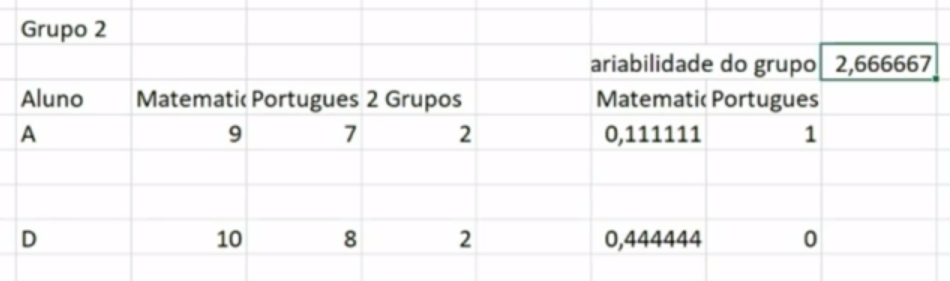 Grupo 2
ariabilidade do grupo 2,666667
Aluno Matematic Portugues 2 Grupos Matematic Portugues
A 9 7 2 0,111111 1
D 10 8 2 0,444444 0